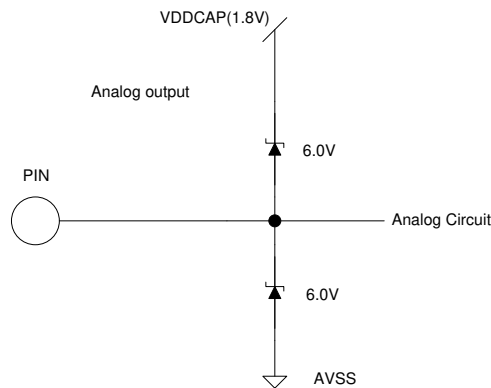 VDDCAP(1.8V)
Analog output
6.0V
PIN
Analog Circuit
6.0V
AVSS